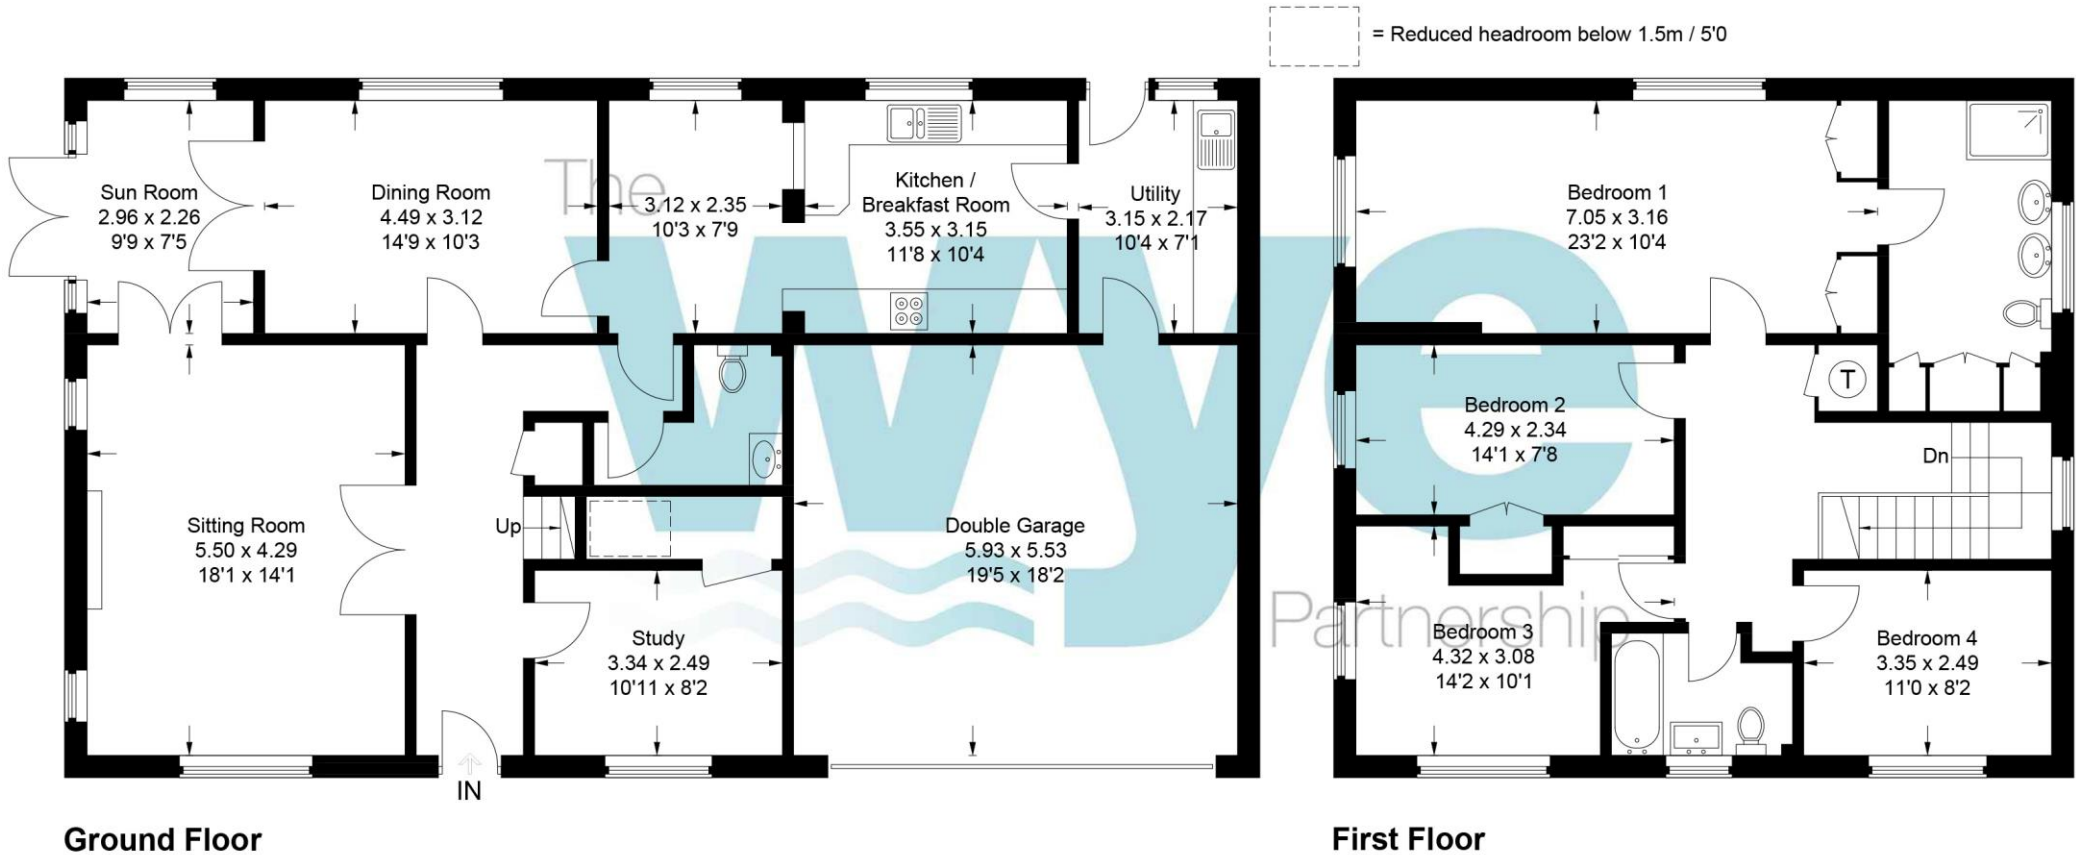 = Reduced headroom below 1.5m / 5'0
Sun Room
2.96 x 2.26
9'9 x 7'5
Dining Room
4.49 x 3.12
14'9 x 10'3
The
3.12 x 2.35
10'3 x 7'9
Kitchen /
Breakfast Room
3.55 x 3.15
11'8 x 10'4
Utility
3.15 x 2.17
10'4 x 7'1
Bedroom 1
7.05 x 3.16
23'2 x 10'4
wye
Bedroom 2
4.29 x 2.34
14'1 x 7'8
T
Dn
Sitting Room
5.50 x 4.29
18'1 x 14'1
Up
Double Garage
5.93 x 5.53
19'5 x 18'2
Study
3.34 x 2.49
10'11 x 8'2
Partnership
Bedroom 3
4.32 x 3.08
14'2 x 10'1
Bedroom 4
3.35 x 2.49
11'0 x 8'2
IN
Ground Floor
First Floor